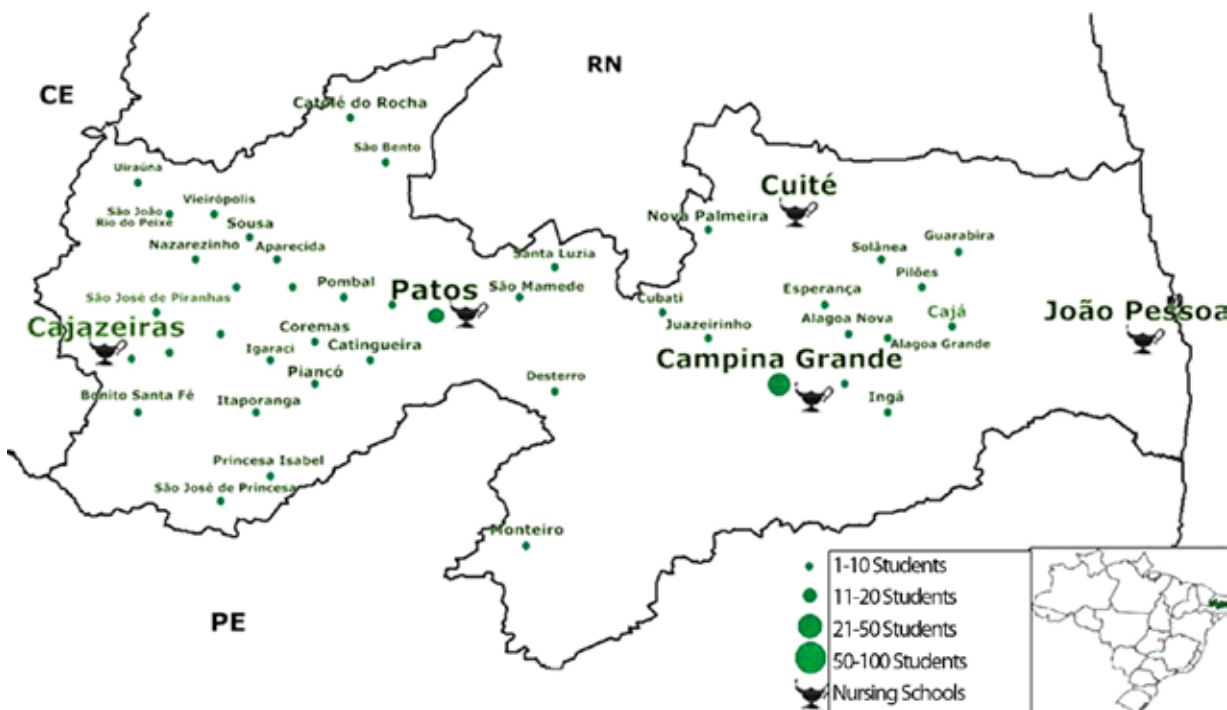 RN
CE
Catolé do Rocha
São Bento
Uiraúna
Cuité
Vieirópolis
São João
Rio do Peixe
Nova Palmeira
Sousa
Guarabira
Nazarezinho
Aparecida
Solânea
Santa Luzia
Pilões
Pombal
Patos
São Mamede
São José de Piranhas
Cubati
Esperança
Cajá
João Pessoa
Cajazeiras
Coremas
Juazeirinho
Alagoa Nova
Igaraci
Catingueira
Alagoa Grande
Campina Grande
Piancó
Desterro
Bonito Santa Fé
Itaporanga
Ingá
Princesa Isabel
São José de Princesa
Monteiro
PE
1-10 Students
11-20 Students
21-50 Students
50-100 Students
Nursing Schools